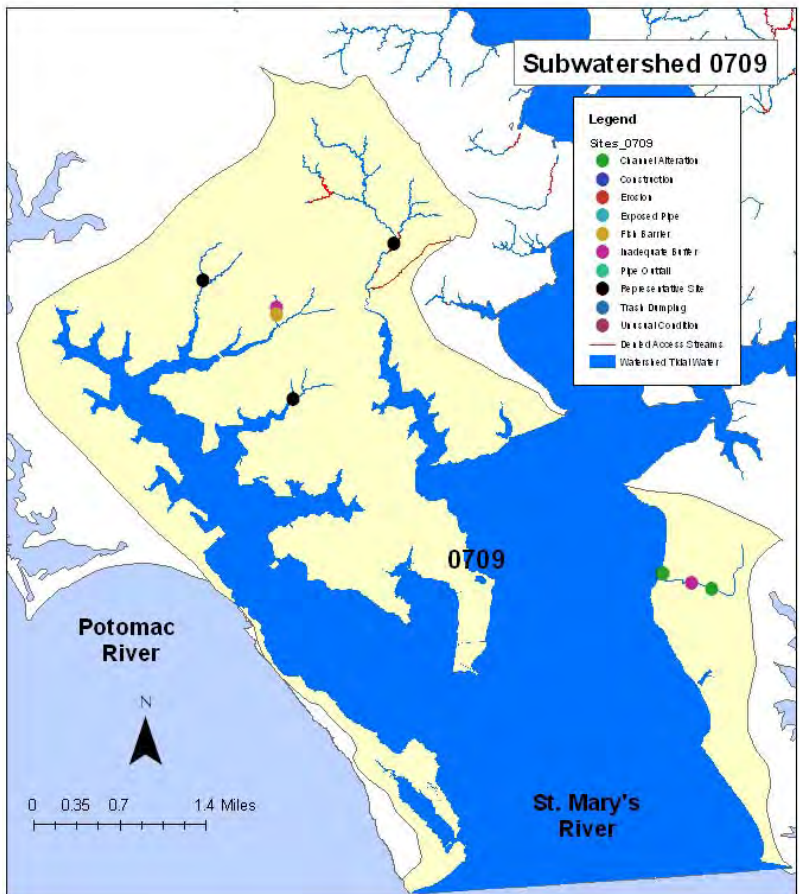 Subwatershed 0709
Legend
Sites_0709
Channel Alteration
Construction
Erosion
Exposed Pipe
Fish Barrier
Inadequate Buffer
Pipe Outfall
Representative Site
Trash Dumping
Unusual Condition
Denied Access Streams
Watershed Tidal Water
0709
Potomac
River
N
0 0.35 0.7 1.4 Miles
St. Mary's
River